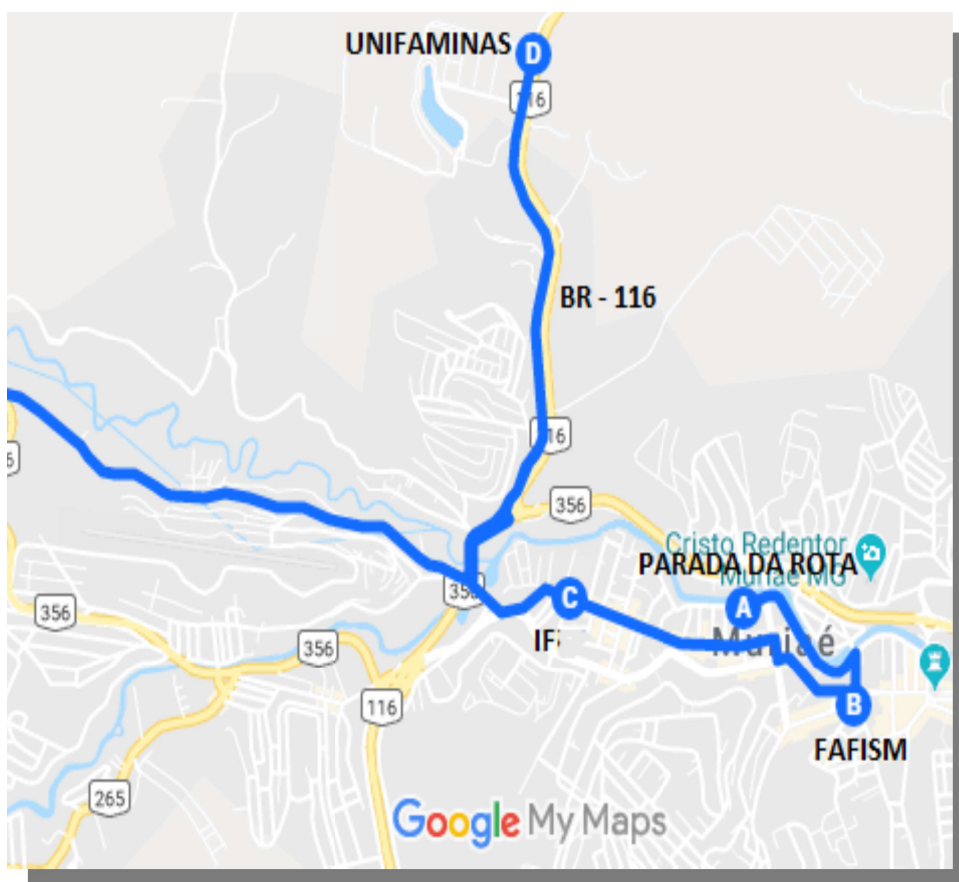 UNIFAMINAS
D
116
BR - 116
116
356
Cristo Redentor
PARADA DA ROTA
Muriaé MG
A
C
IF
Muriaé
356
356
116
B
FAFISM
265
Google My Maps